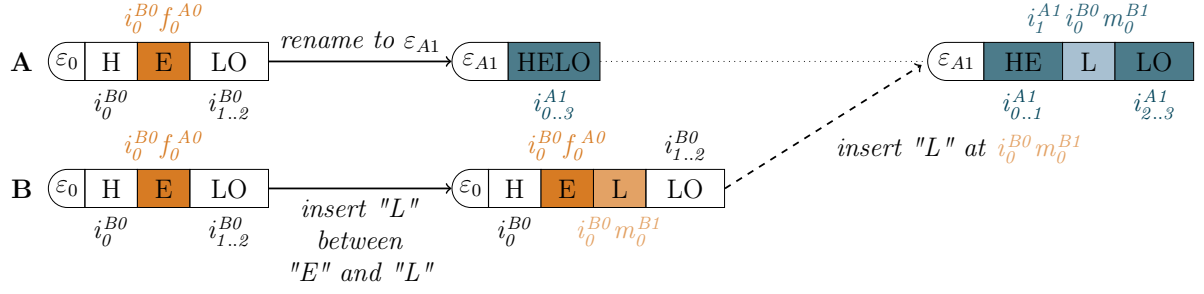 i_0^{B0} f_0^{A0}
A ε_0 H E LO
i_0^{B0} i_{1..2}^{B0}
rename to ε_{A1}
ε_{A1} HELO
i_{0..3}^{A1}
i_1^{A1} i_0^{B0} m_0^{B1}
ε_{A1} HE L LO
i_{0..1}^{A1} i_{2..3}^{A1}
insert "L" at i_0^{B0} m_0^{B1}
i_0^{B0} f_0^{A0}
B ε_0 H E LO
i_0^{B0} i_{1..2}^{B0}
insert "L"
between
"E" and "L"
i_0^{B0} f_0^{A0} i_{1..2}^{B0}
ε_0 H E L LO
i_0^{B0} i_0^{B0} m_0^{B1}